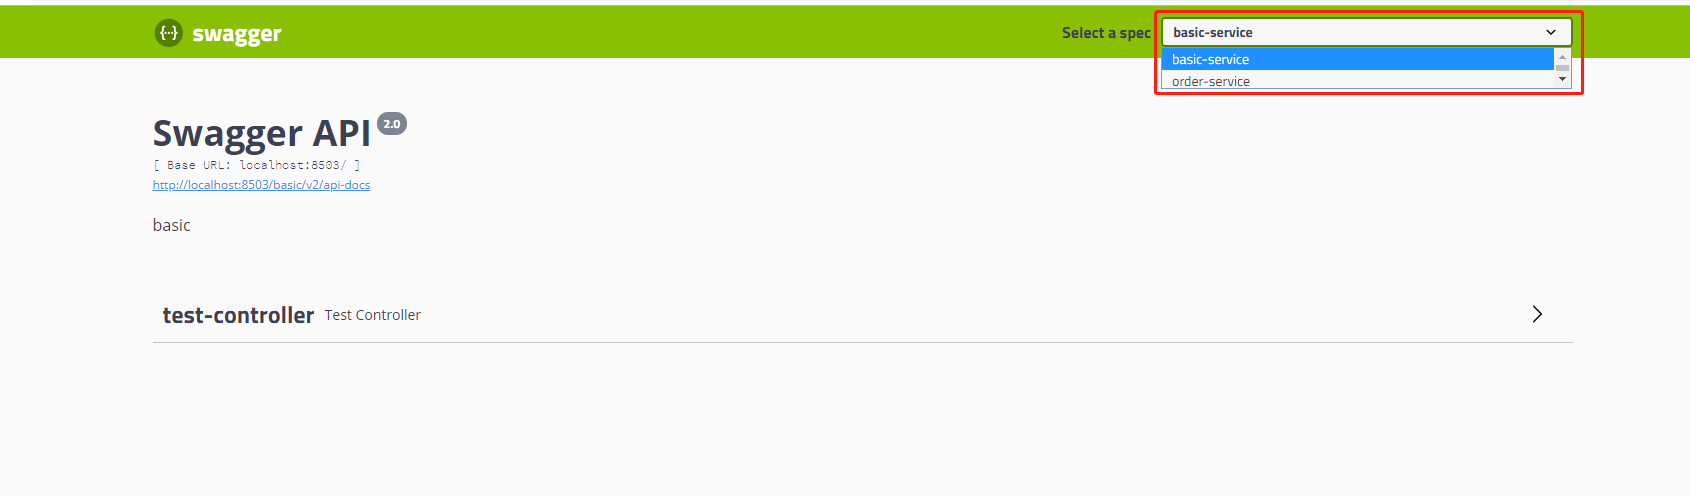 {··} swagger
Select a spec basic-service
basic-service
order-service
Swagger API 2.0
[ Base URL: localhost:8503/ ]
http://localhost:8503/basic/v2/api-docs
basic
test-controller Test Controller